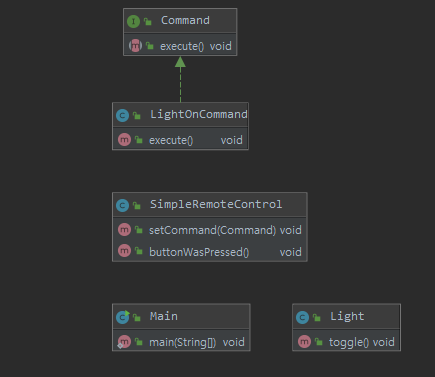 Command
execute() void
LightOnCommand
execute() void
SimpleRemoteControl
setCommand(Command) void
buttonWasPressed() void
Main
main(String[]) void
Light
toggle() void